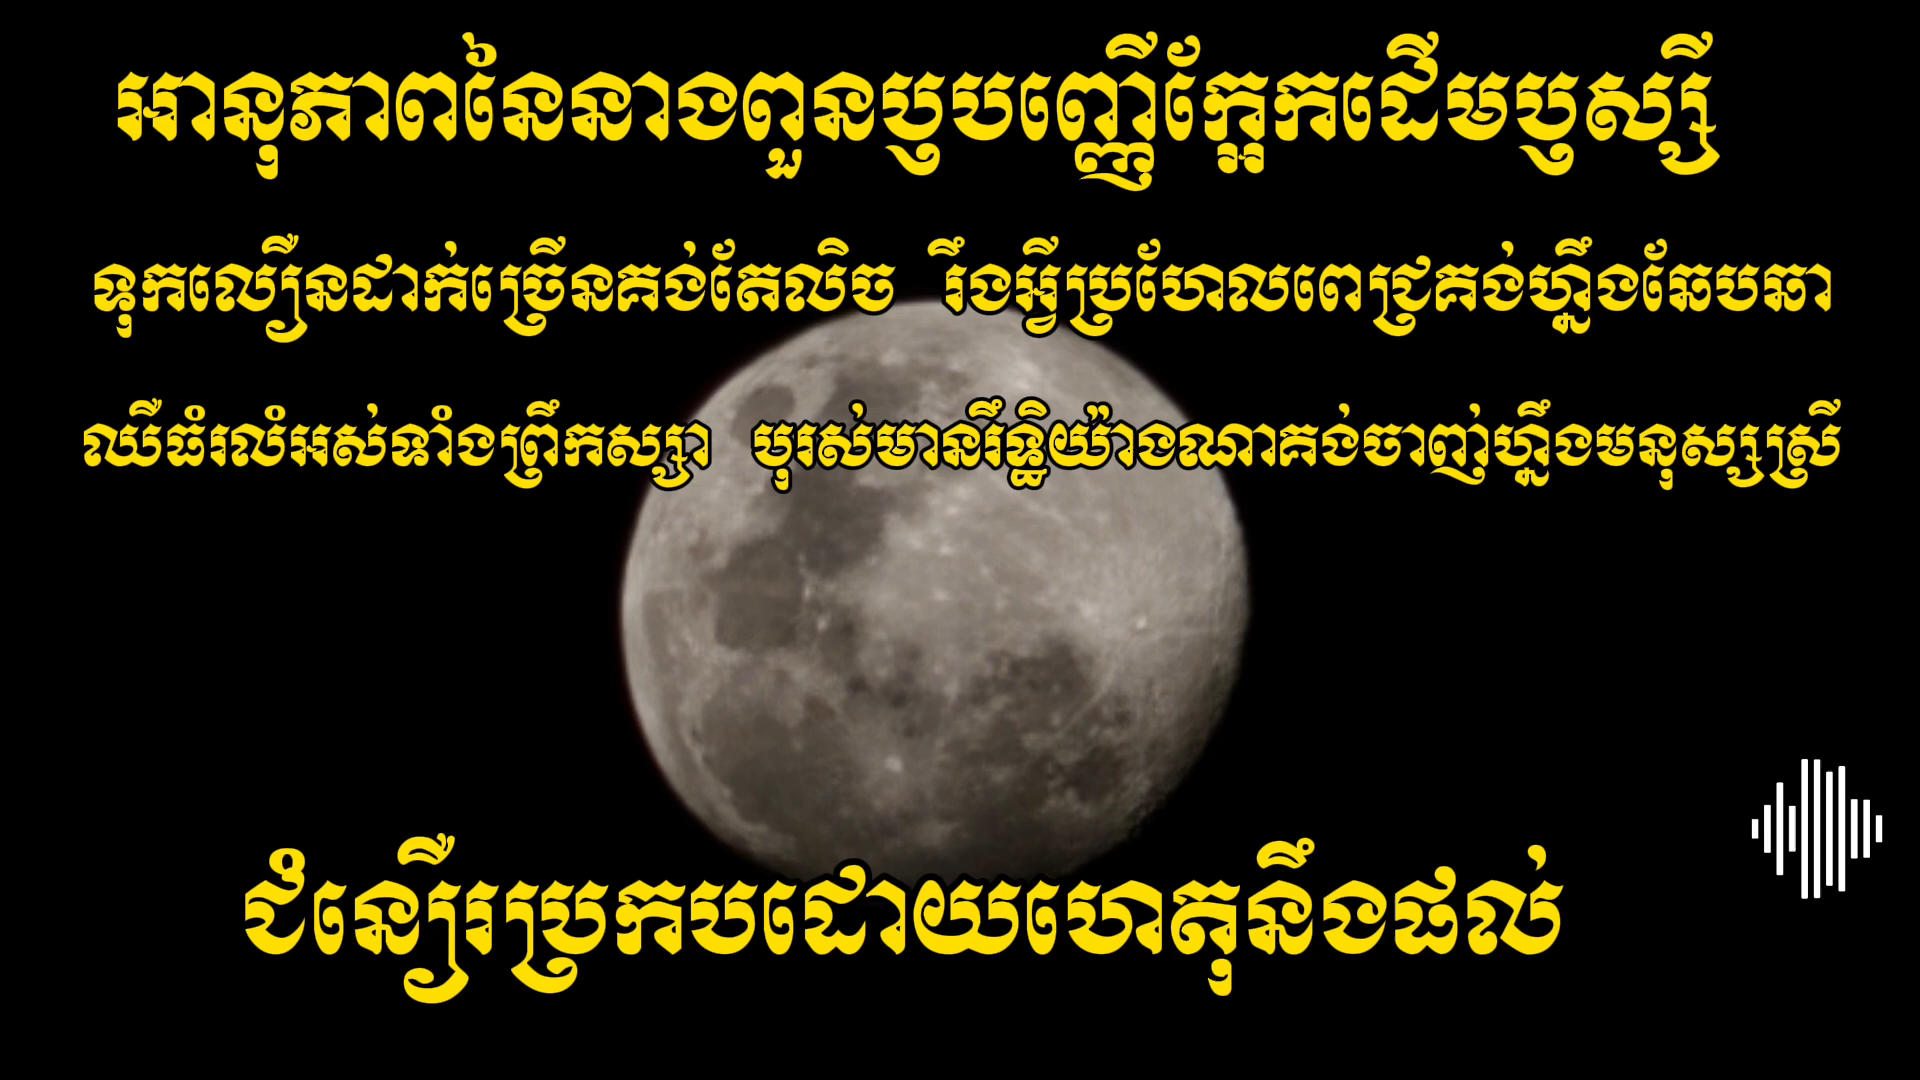 អានុភាពនៃនាងពួនឬបញ្ញើក្អែកដើមឬស្សី
ទុកលឿនដាក់ច្រើនគង់តែលិច រឹងអ្វីប្រហែលពេជ្រគង់ហ្នឹងឆែបឆា
ឈឺធំរលំអស់ទាំងព្រឹកស្សា បុរស់មានរឹទ្ធិយ៉ាងណាគង់ចាញ់ហ្នឹងមនុស្សស្រី
ជំនឿរប្រកបដោយហេតុនឹងផល់